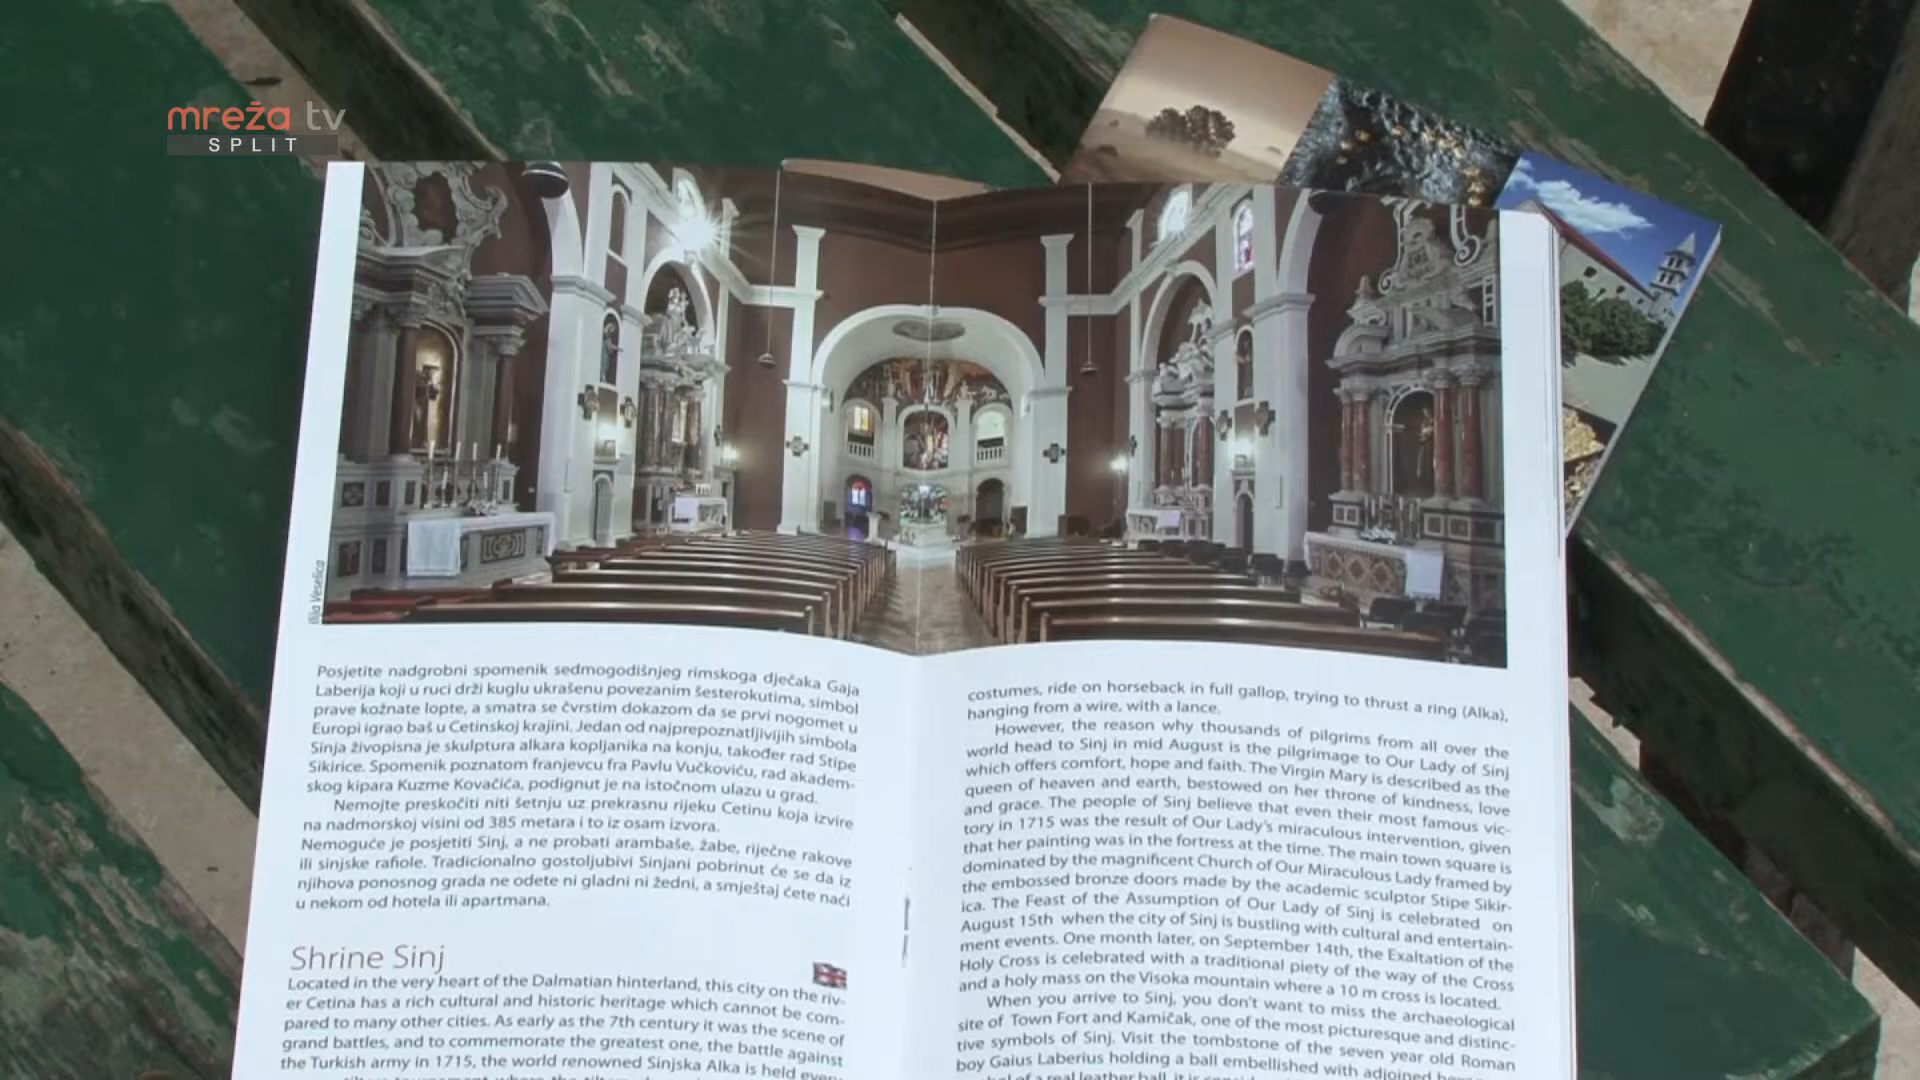 mreža tv
SPLIT
Ilija Veselica
Posjetite nadgrobni spomenik sedmogodišnjeg rimskoga dječaka Gaja
Laberija koji u ruci drži kuglu ukrašenu povezanim šesterokutima, simbol
prave kožnate lopte, a smatra se čvrstim dokazom da se prvi nogomet u
Europi igrao baš u Cetinskoj krajini. Jedan od najprepoznatljivijih simbola
Sinja živopisna je skulptura alkara kopljanika na konju, također rad Stipe
Sikirice. Spomenik poznatom franjevcu fra Pavlu Vučkoviću, rad akadem-
skog kipara Kuzme Kovačića, podignut je na istočnom ulazu u grad.
Nemojte preskočiti niti šetnju uz prekrasnu rijeku Cetinu koja izvire
na nadmorskoj visini od 385 metara i to iz osam izvora.
Nemoguće je posjetiti Sinj, a ne probati arambaše, žabe, riječne rakove
ili sinjske rafiole. Tradicionalno gostoljubivi Sinjani pobrinut će se da iz
njihova ponosnog grada ne odete ni gladni ni žedni, a smještaj ćete naći
u nekom od hotela ili apartmana.
Shrine Sinj
Located in the very heart of the Dalmatian hinterland, this city on the riv-
er Cetina has a rich cultural and historic heritage which cannot be com-
pared to many other cities. As early as the 7th century it was the scene of
grand battles, and to commemorate the greatest one, the battle against
the Turkish army in 1715, the world renowned Sinjska Alka is held every
costumes, ride on horseback in full gallop, trying to thrust a ring (Alka),
hanging from a wire, with a lance.
However, the reason why thousands of pilgrims from all over the
world head to Sinj in mid August is the pilgrimage to Our Lady of Sinj
which offers comfort, hope and faith. The Virgin Mary is described as the
queen of heaven and earth, bestowed on her throne of kindness, love
and grace. The people of Sinj believe that even their most famous vic-
tory in 1715 was the result of Our Lady's miraculous intervention, given
that her painting was in the fortress at the time. The main town square is
dominated by the magnificent Church of Our Miraculous Lady framed by
the embossed bronze doors made by the academic sculptor Stipe Sikir-
ica. The Feast of the Assumption of Our Lady of Sinj is celebrated on
August 15th when the city of Sinj is bustling with cultural and entertain-
ment events. One month later, on September 14th, the Exaltation of the
Holy Cross is celebrated with a traditional piety of the way of the Cross
and a holy mass on the Visoka mountain where a 10 m cross is located.
When you arrive to Sinj, you don't want to miss the archaeological
site of Town Fort and Kamičak, one of the most picturesque and distinc-
tive symbols of Sinj. Visit the tombstone of the seven year old Roman
boy Gaius Laberius holding a ball embellished with adjoined
of a real leather ball, it is